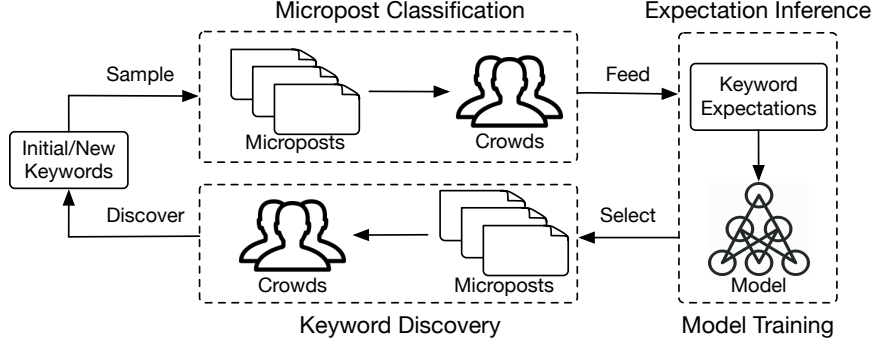 Micropost Classification
Expectation Inference
Sample
Feed
Keyword
Expectations
Microposts
Crowds
Initial/New
Keywords
Discover
Select
Crowds
Microposts
Model
Keyword Discovery
Model Training